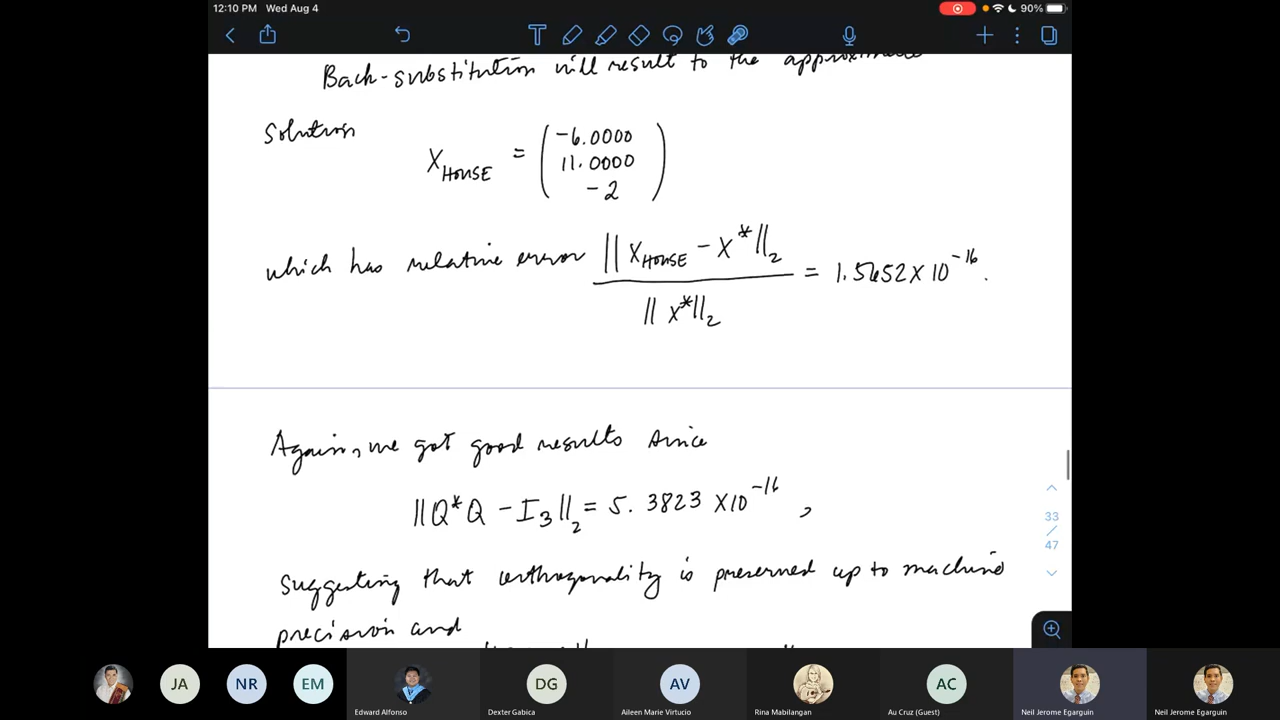 12:10 PM Wed Aug 4
90%
Back-substitution will result to the approximate
Solution
X_HOUSE = ( -6.0000
11.0000
-2 )
which has relative error || X_HOUSE - X* ||_2 / || X* ||_2 = 1.5652 X 10^-16 .
Again, we got good results since
|| Q*Q - I_3 ||_2 = 5.3823 X 10^-16 ,
suggesting that orthogonality is preserved up to machine
precision and
33
/
47
JA
NR
EM
DG
AV
AC
Edward Alfonso
Dexter Gabica
Aileen Marie Virtucio
Rina Mabilangan
Au Cruz (Guest)
Neil Jerome Egarguin
Neil Jerome Egarguin